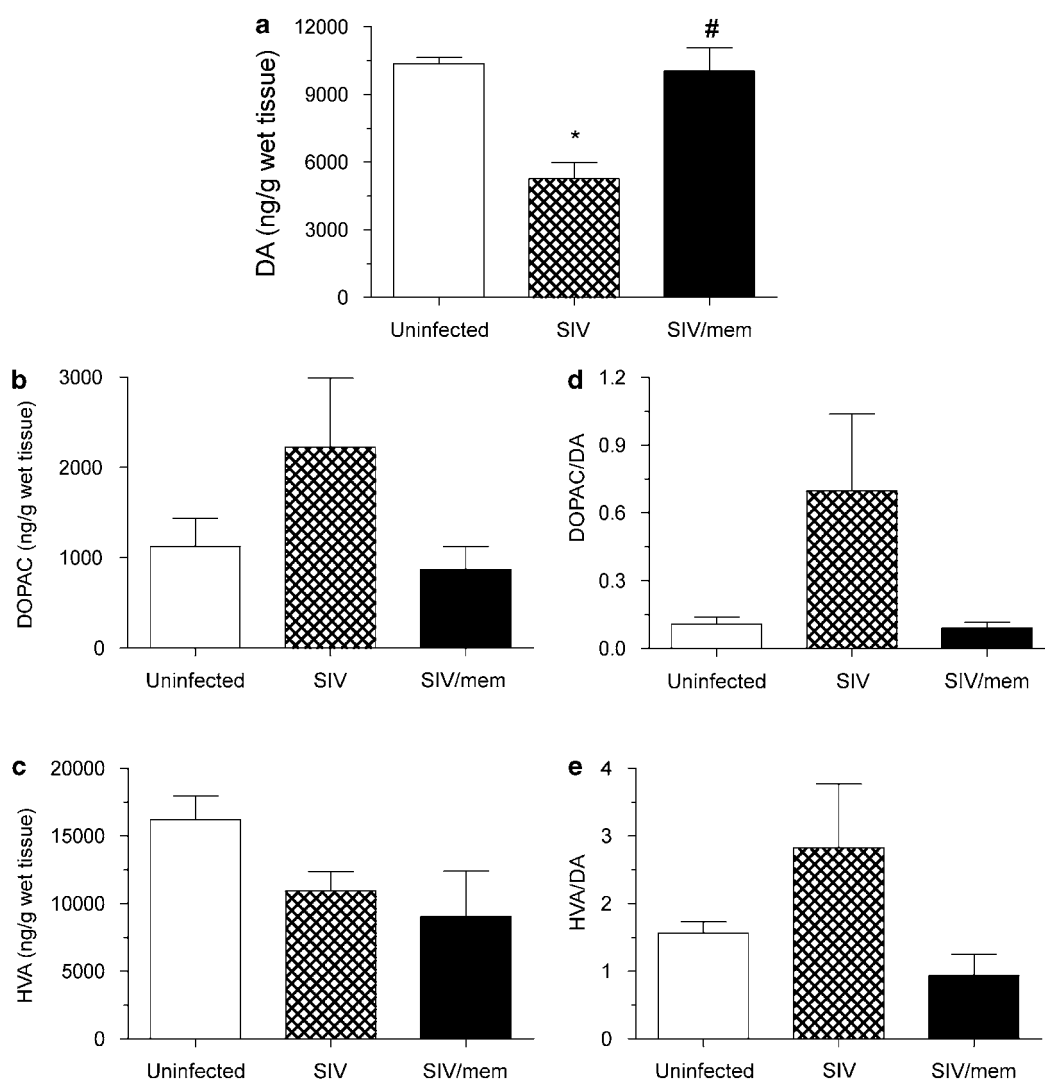 a
DA (ng/g wet tissue)
12000
9000
6000
3000
0
*
#
Uninfected SIV SIV/mem
b
DOPAC (ng/g wet tissue)
3000
2000
1000
0
Uninfected SIV SIV/mem
d
DOPAC/DA
1.2
0.9
0.6
0.3
0.0
Uninfected SIV SIV/mem
c
HVA (ng/g wet tissue)
20000
15000
10000
5000
0
Uninfected SIV SIV/mem
e
HVA/DA
4
3
2
1
0
Uninfected SIV SIV/mem